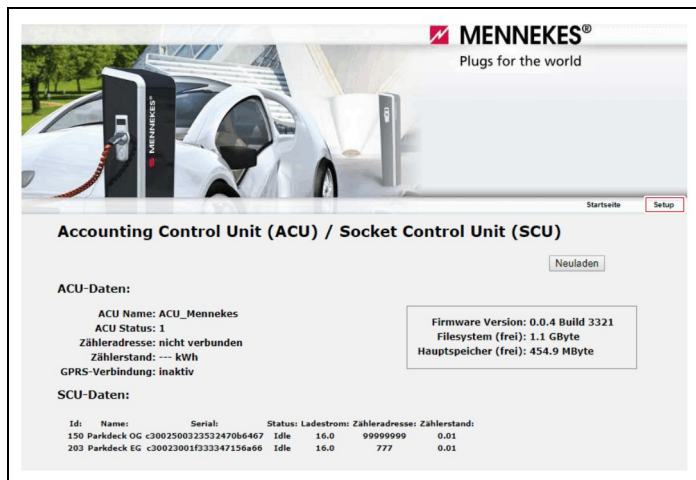 MENNEKES®
Plugs for the world
MENNEKES®
Startseite Setup
Accounting Control Unit (ACU) / Socket Control Unit (SCU)
Neuladen
ACU-Daten:
ACU Name: ACU_Mennekes
ACU Status: 1
Zähleradresse: nicht verbunden
Zählerstand: --- kWh
GPRS-Verbindung: inaktiv
Firmware Version: 0.0.4 Build 3321
Filesystem (frei): 1.1 GByte
Hauptspeicher (frei): 454.9 MByte
SCU-Daten:
Id: Name: Serial: Status: Ladestrom: Zähleradresse: Zählerstand:
150 Parkdeck OG c3002500323532470b6467 Idle 16.0 99999999 0.01
203 Parkdeck EG c30023001f333347156a66 Idle 16.0 777 0.01